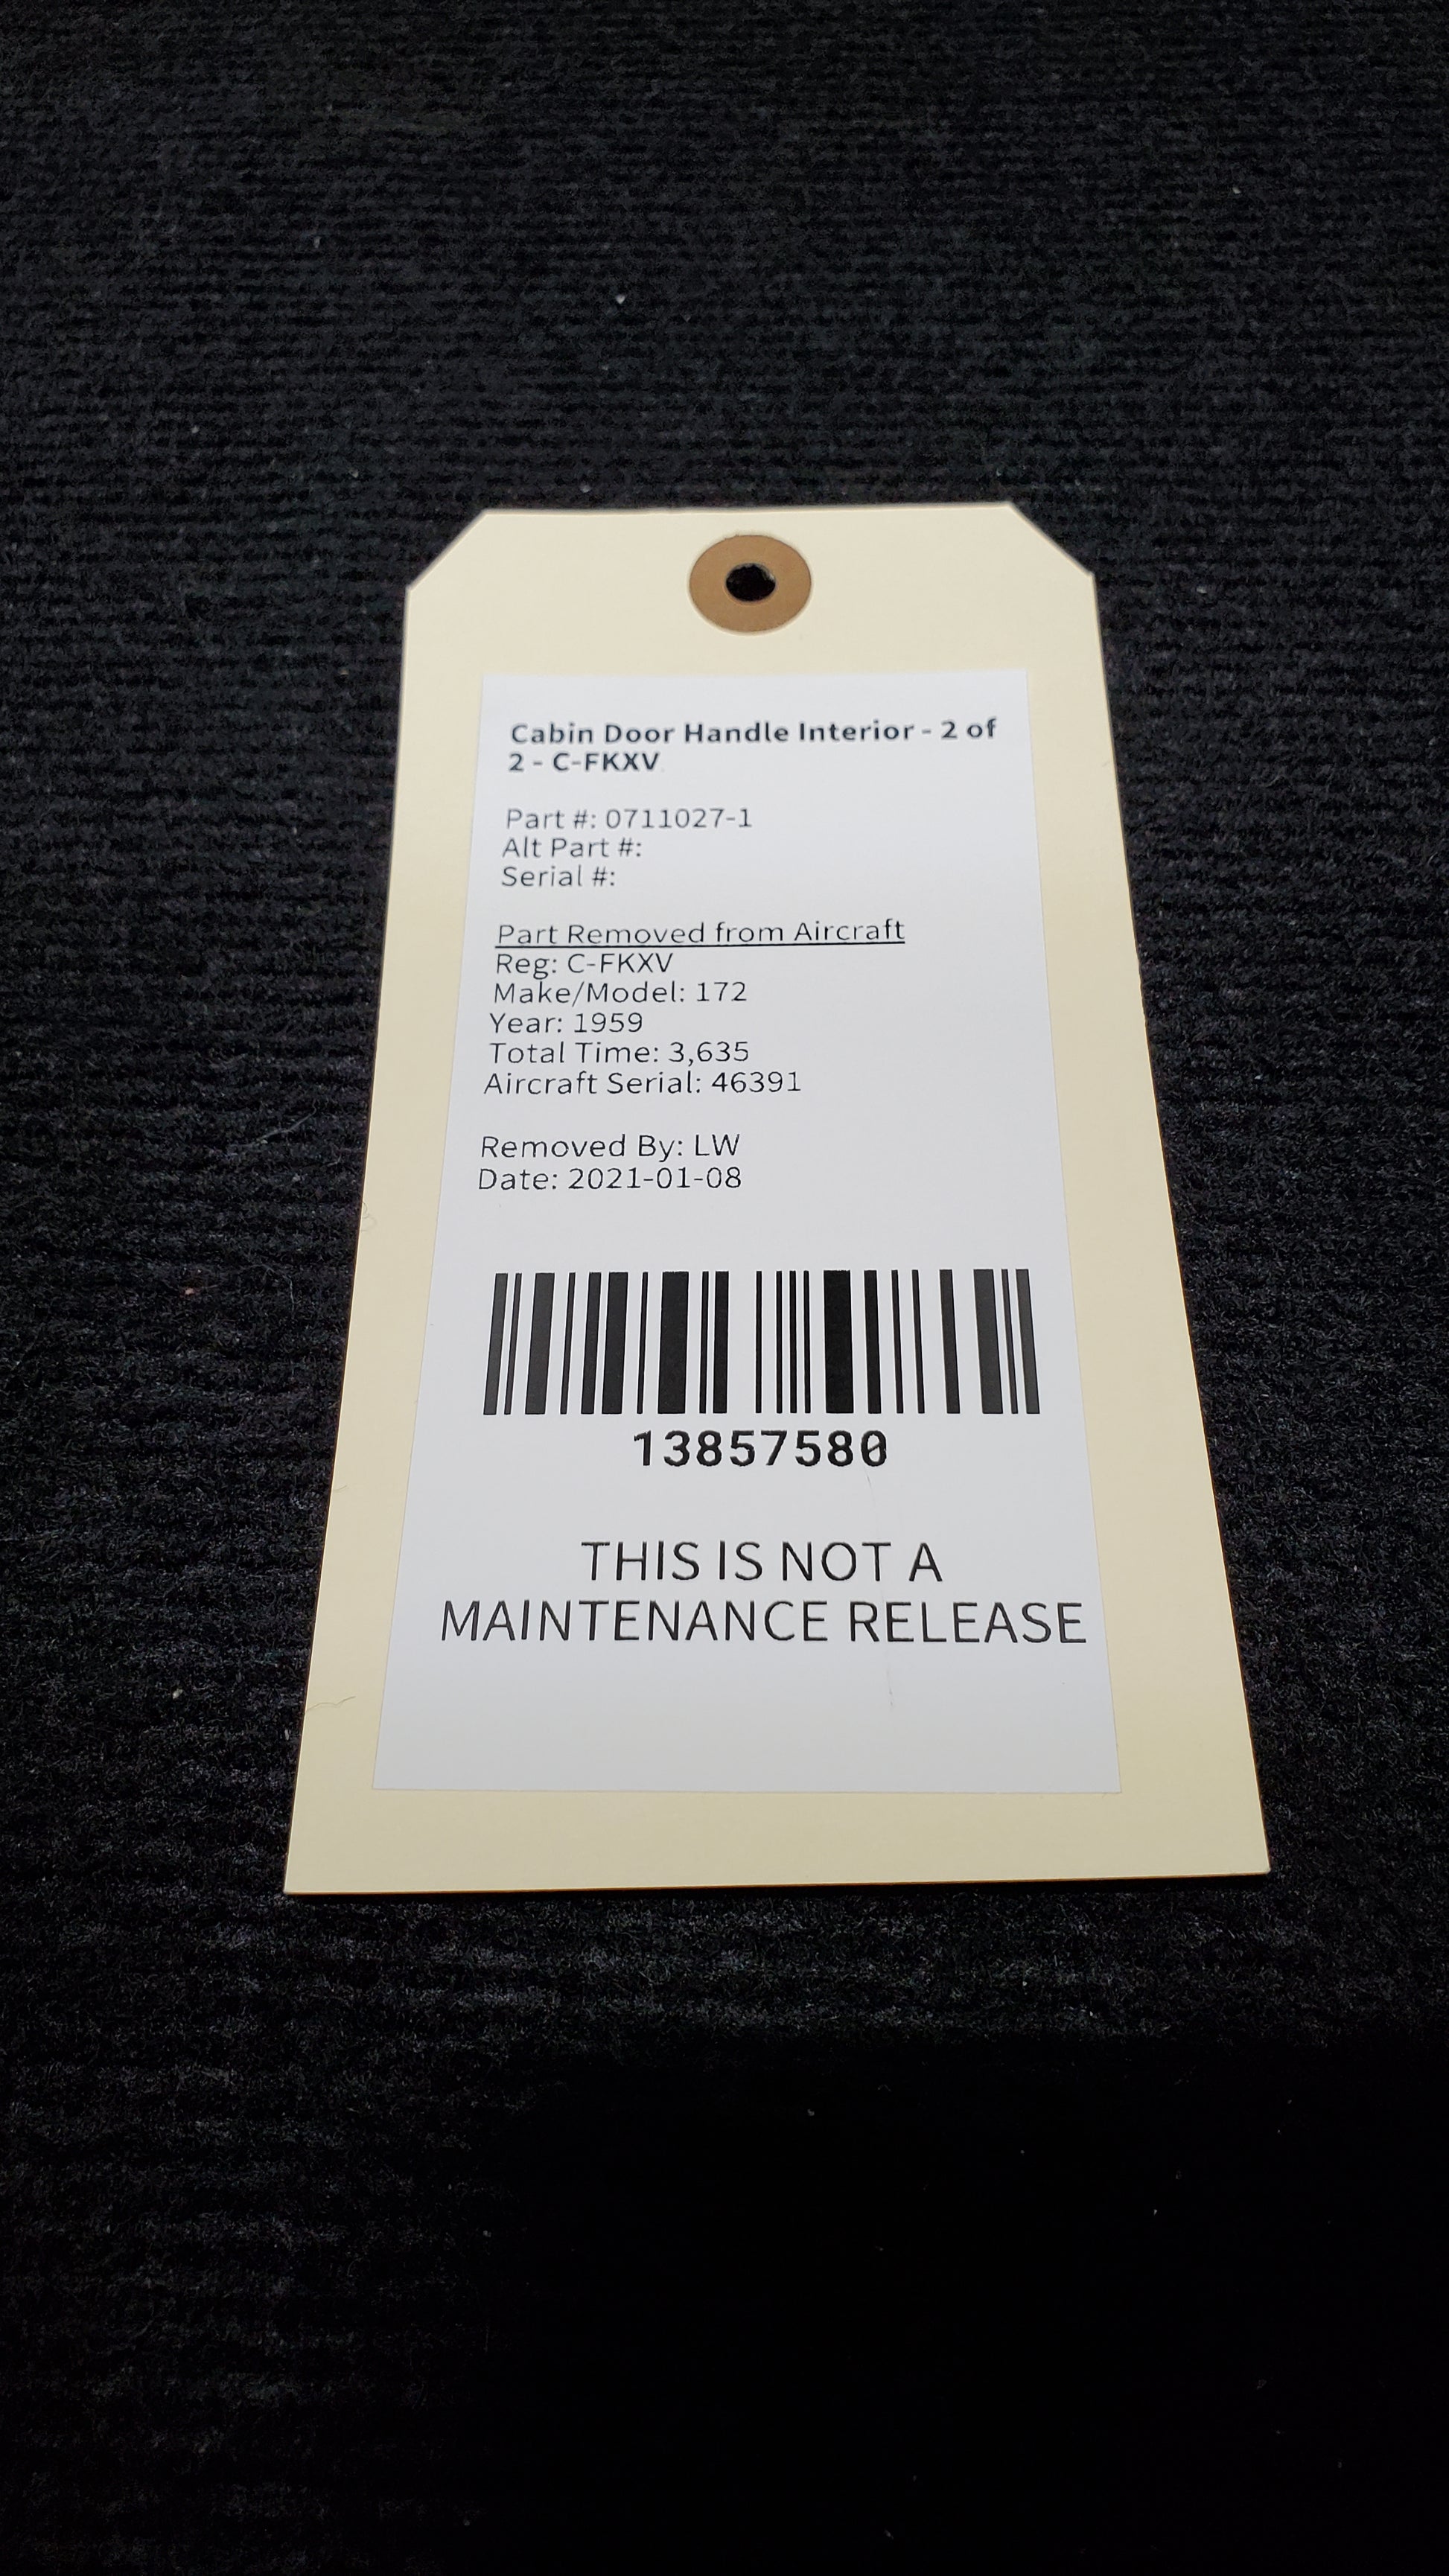 Cabin Door Handle Interior - 2 of
2 - C-FKXV
Part #: 0711027-1
Alt Part #:
Serial #:
Part Removed from Aircraft
Reg: C-FKXV
Make/Model: 172
Year: 1959
Total Time: 3,635
Aircraft Serial: 46391
Removed By: LW
Date: 2021-01-08
13857580
THIS IS NOT A
MAINTENANCE RELEASE